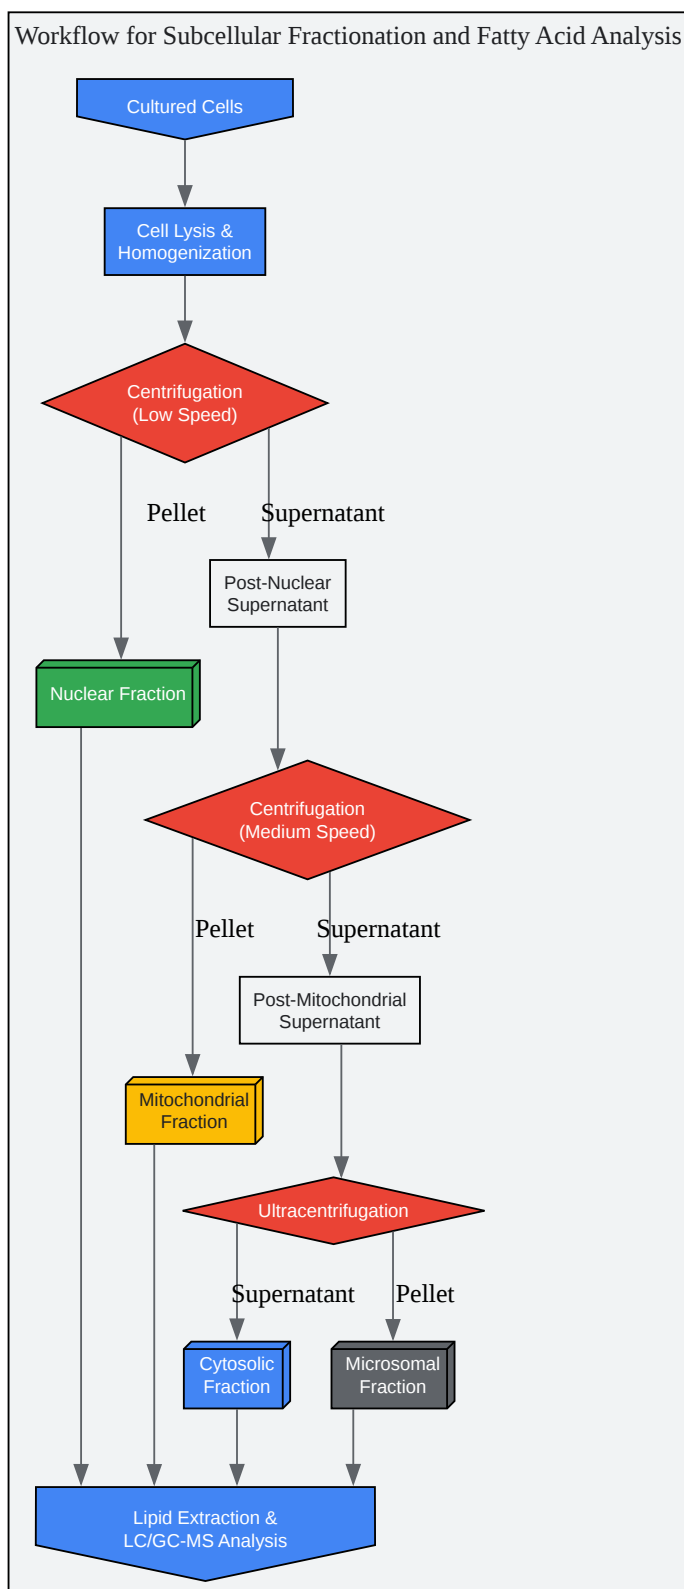 Workflow for Subcellular Fractionation and Fatty Acid Analysis
Cultured Cells
Cell Lysis &
Homogenization
Centrifugation
(Low Speed)
Pellet
Supernatant
Post-Nuclear
Supernatant
Nuclear Fraction
Centrifugation
(Medium Speed)
Pellet
Supernatant
Post-Mitochondrial
Supernatant
Mitochondrial
Fraction
Ultracentrifugation
Supernatant
Pellet
Cytosolic
Fraction
Microsomal
Fraction
Lipid Extraction &
LC/GC-MS Analysis